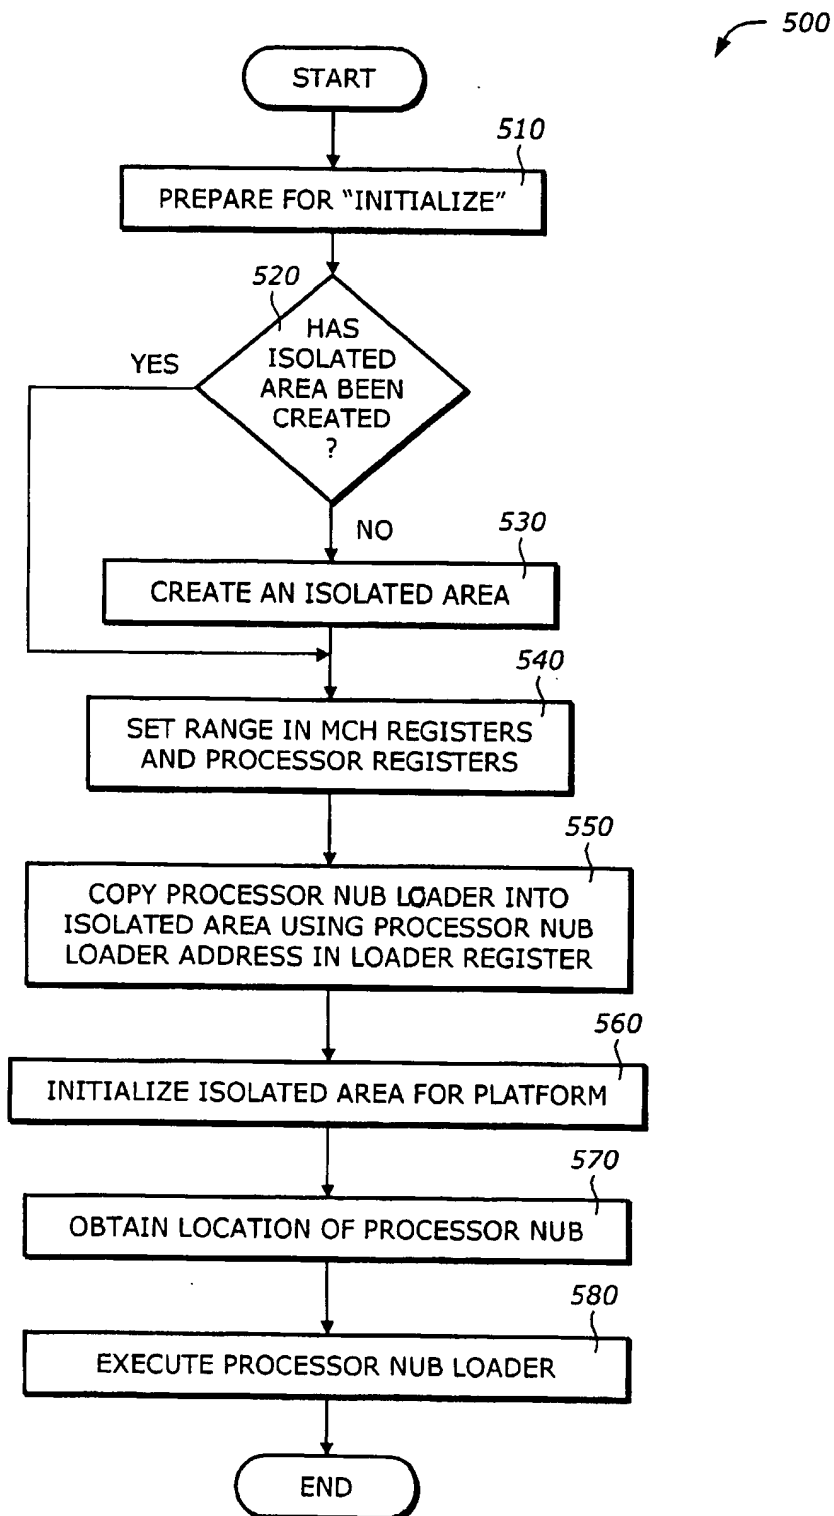 500
START
510
PREPARE FOR “INITIALIZE”
520
HAS
ISOLATED
AREA BEEN
CREATED
?
YES
NO
530
CREATE AN ISOLATED AREA
540
SET RANGE IN MCH REGISTERS
AND PROCESSOR REGISTERS
550
COPY PROCESSOR NUB LOADER INTO
ISOLATED AREA USING PROCESSOR NUB
LOADER ADDRESS IN LOADER REGISTER
560
INITIALIZE ISOLATED AREA FOR PLATFORM
570
OBTAIN LOCATION OF PROCESSOR NUB
580
EXECUTE PROCESSOR NUB LOADER
END